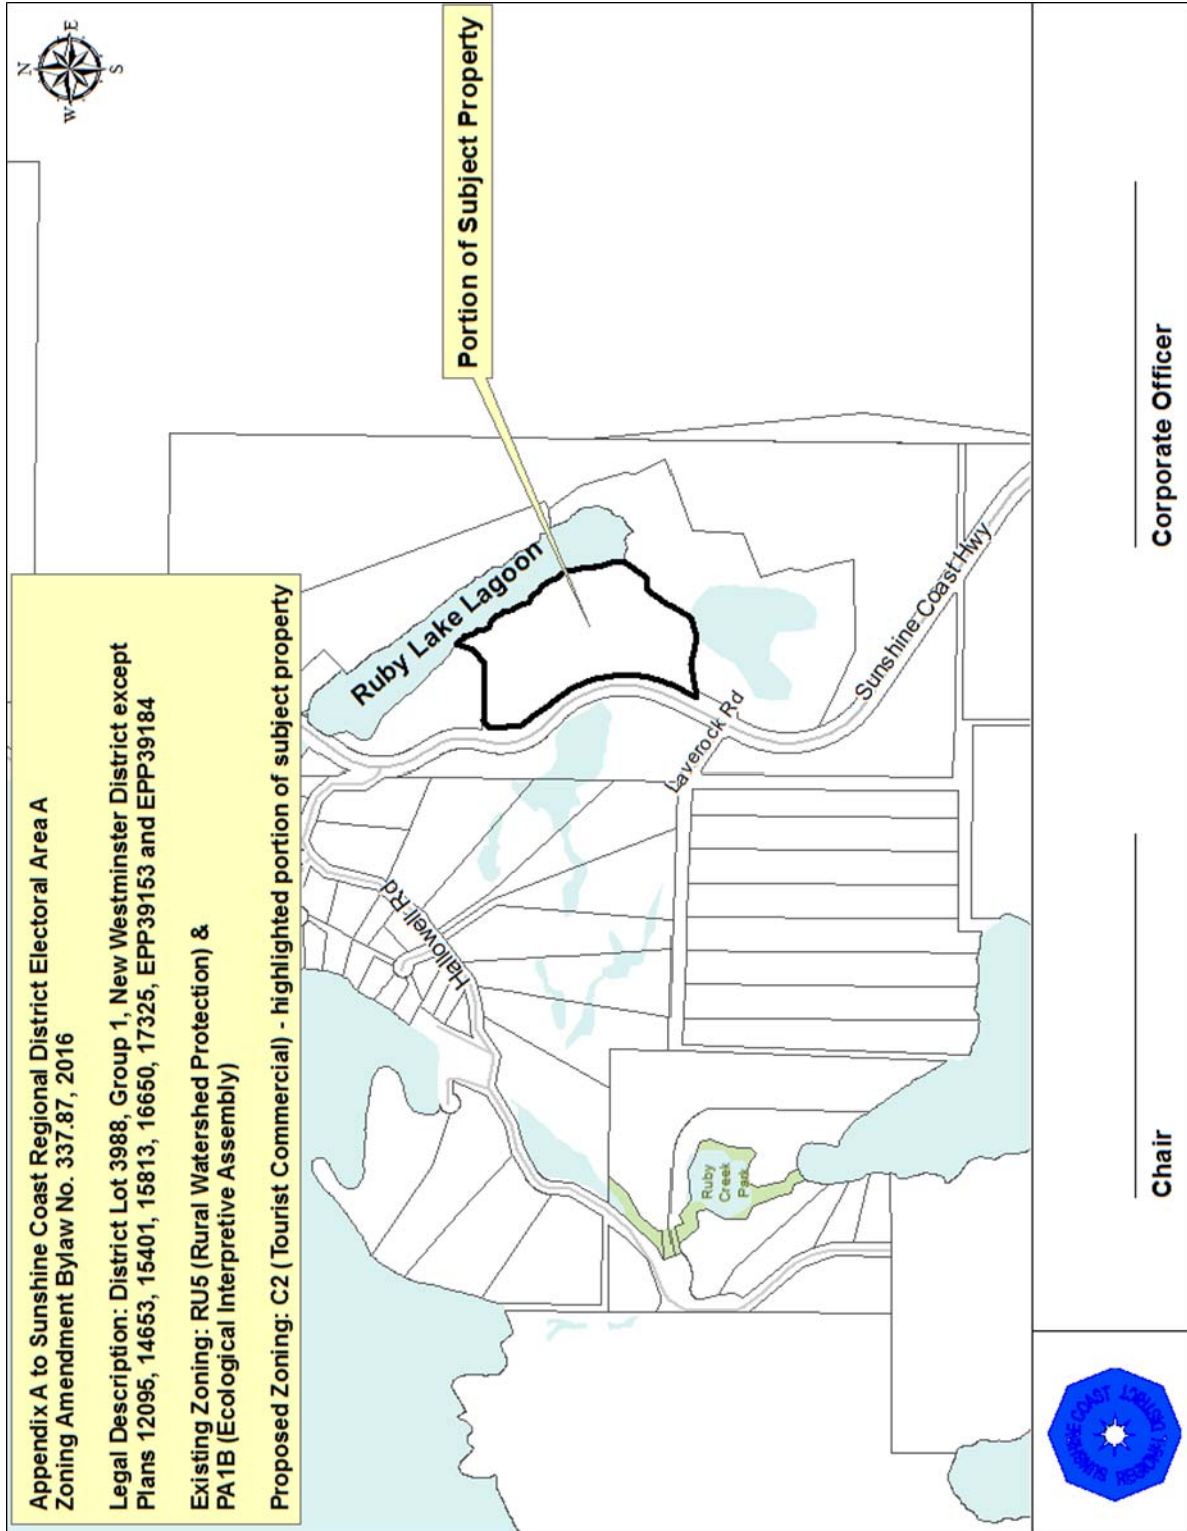 Appendix A to Sunshine Coast Regional District Electoral Area A
Zoning Amendment Bylaw No. 337.87, 2016
Legal Description: District Lot 3988, Group 1, New Westminster District except
Plans 12095, 14653, 15401, 15813, 16650, 17325, EPP39153 and EPP39184
Existing Zoning: RU5 (Rural Watershed Protection) &
PA1B (Ecological Interpretive Assembly)
Proposed Zoning: C2 (Tourist Commercial) - highlighted portion of subject property
N
W
E
S
Portion of Subject Property
Ruby Lake Lagoon
Hallowell Rd
Laverock Rd
Sunshine Coast Hwy
Ruby
Creek
Park
SUNSHINE COAST
REGIONAL DISTRICT
Chair
Corporate Officer